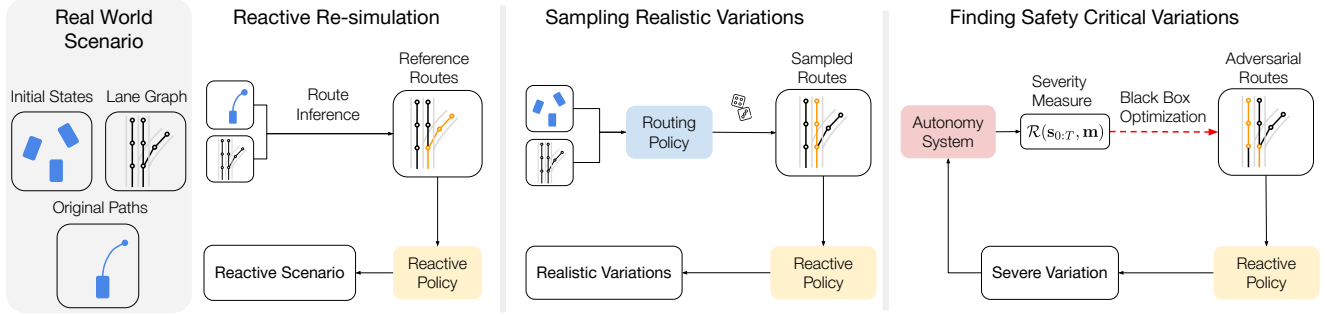 Real World
Scenario
Initial States
Lane Graph
Original Paths
Reactive Re-simulation
Route
Inference
Reference
Routes
Reactive
Policy
Reactive Scenario
Sampling Realistic Variations
Routing
Policy
Sampled
Routes
Reactive
Policy
Realistic Variations
Finding Safety Critical Variations
Autonomy
System
Severity
Measure
R(s₀:T, m)
Black Box
Optimization
Adversarial
Routes
Reactive
Policy
Severe Variation